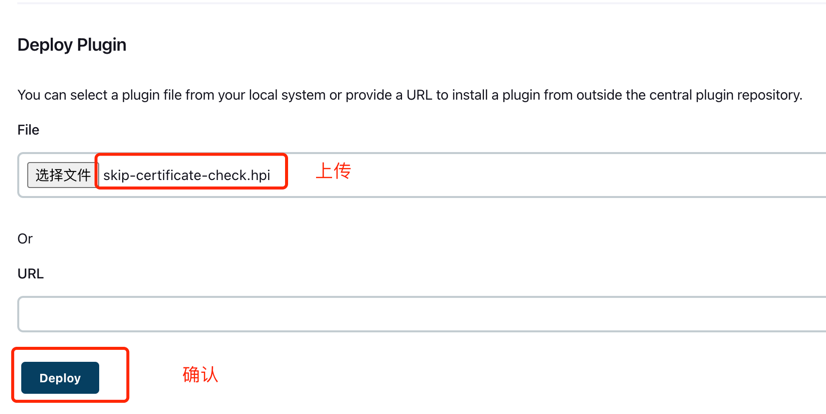 Deploy Plugin
You can select a plugin file from your local system or provide a URL to install a plugin from outside the central plugin repository.
File
选择文件 skip-certificate-check.hpi 上传
Or
URL
Deploy 确认